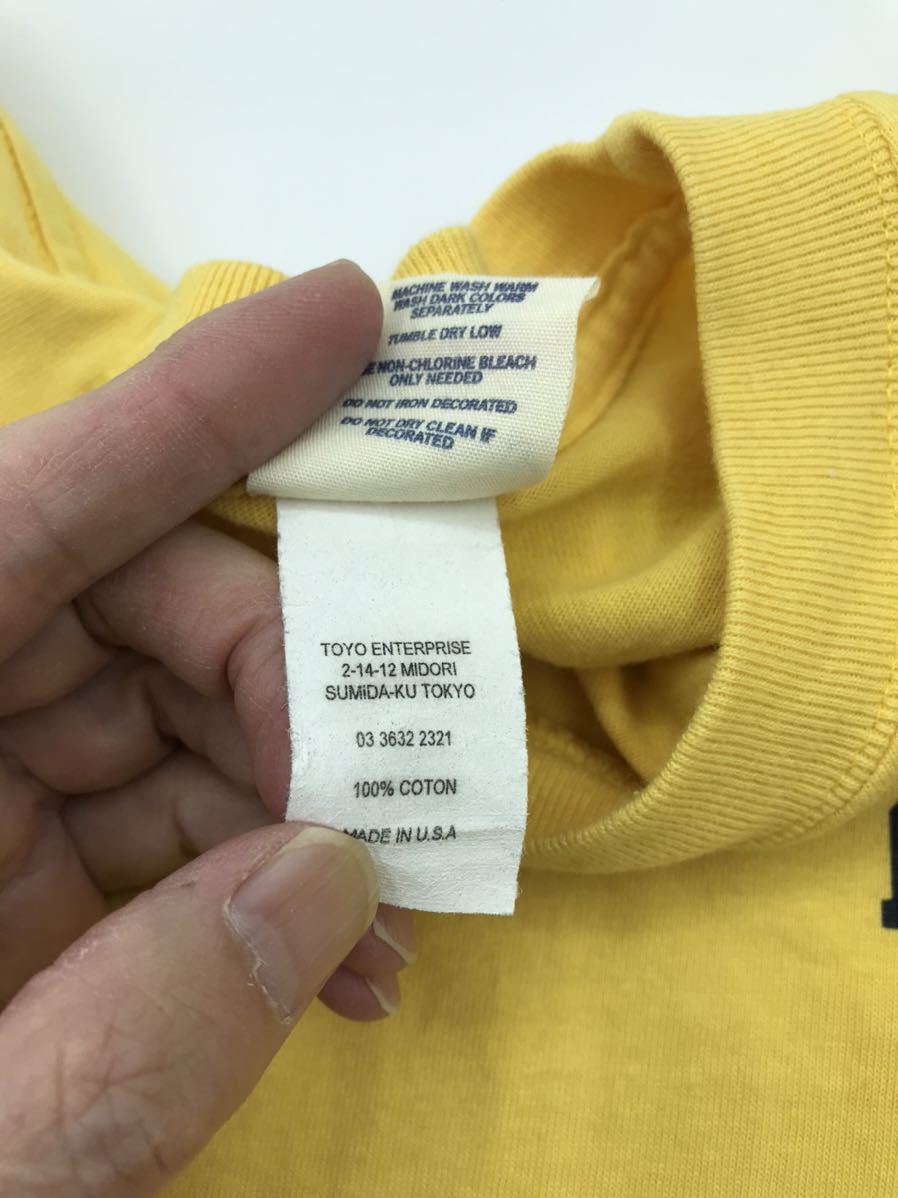 MACHINE WASH WARM
WASH DARK COLORS
SEPARATELY
TUMBLE DRY LOW
NON-CHLORINE BLEACH
ONLY NEEDED
DO NOT IRON DECORATED
DO NOT DRY CLEAN IF
DECORATED
TOYO ENTERPRISE
2-14-12 MIDORI
SUMiDA-KU TOKYO
03 3632 2321
100% COTON
MADE IN U.S.A